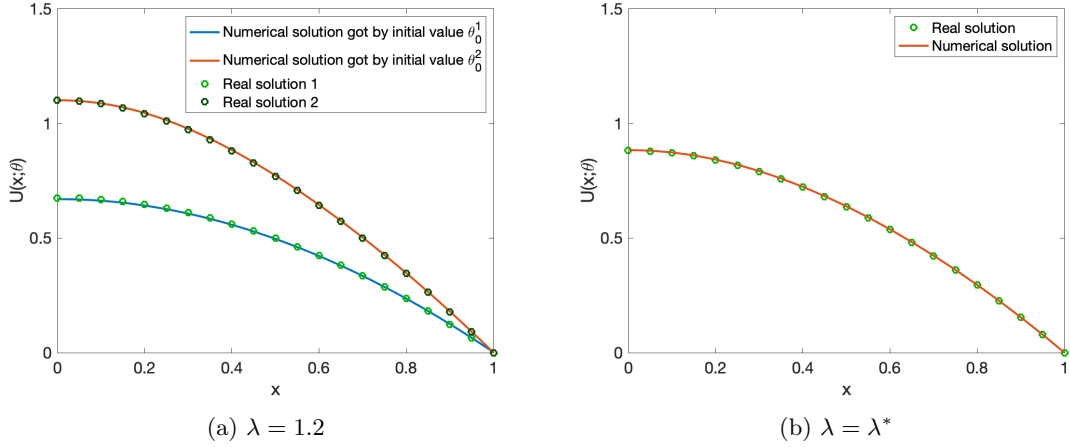 1.5
1
0.5
0
0
0.2
0.4
0.6
0.8
1
x
U(x;θ)
Numerical solution got by initial value θ₀¹
Numerical solution got by initial value θ₀²
Real solution 1
Real solution 2
(a) λ = 1.2
1.5
1
0.5
0
0
0.2
0.4
0.6
0.8
1
x
U(x;θ)
Real solution
Numerical solution
(b) λ = λ*